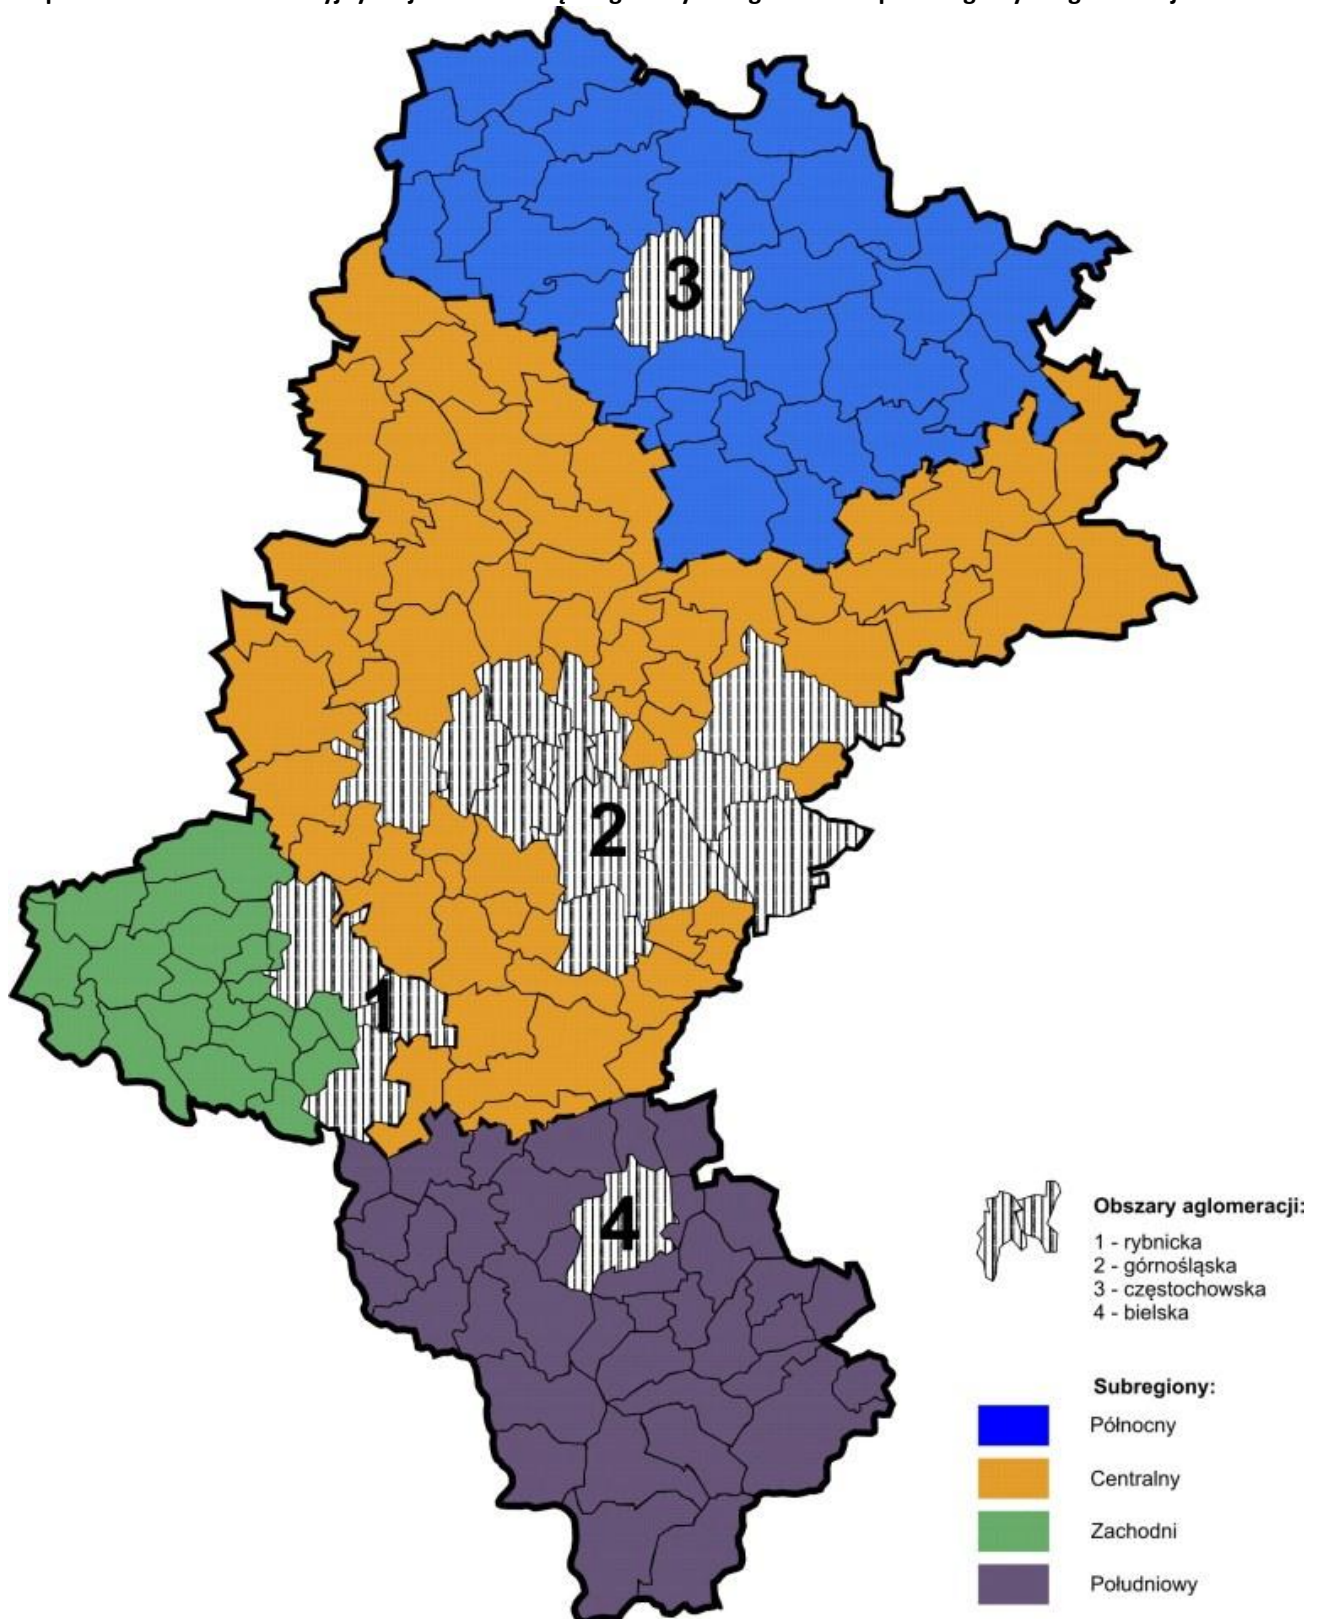 3
2
1
4
Obszary aglomeracji:
1 - rybnicka
2 - górnośląska
3 - częstochowska
4 - bielska
Subregiony:
Północny
Centralny
Zachodni
Południowy